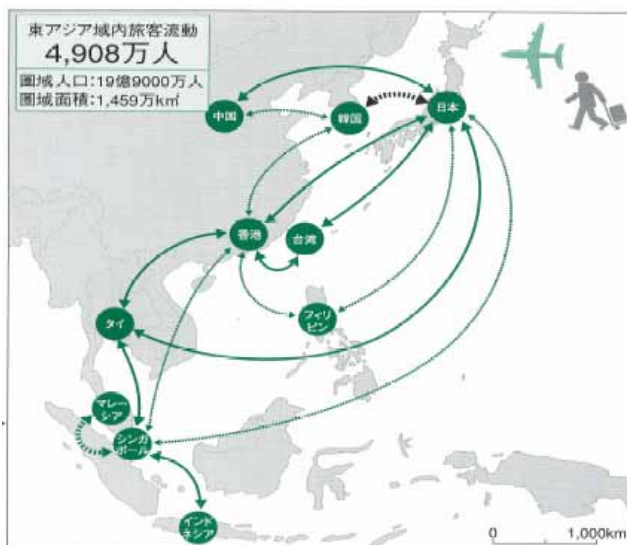 東アジア域内旅客流動
4,908万人
圏域人口:19億9000万人
圏域面積:1,459万km²
中国
韓国
日本
香港
台湾
タイ
フィリ
ピン
マレー
シア
シンガ
ポール
インド
ネシア
0 1,000km